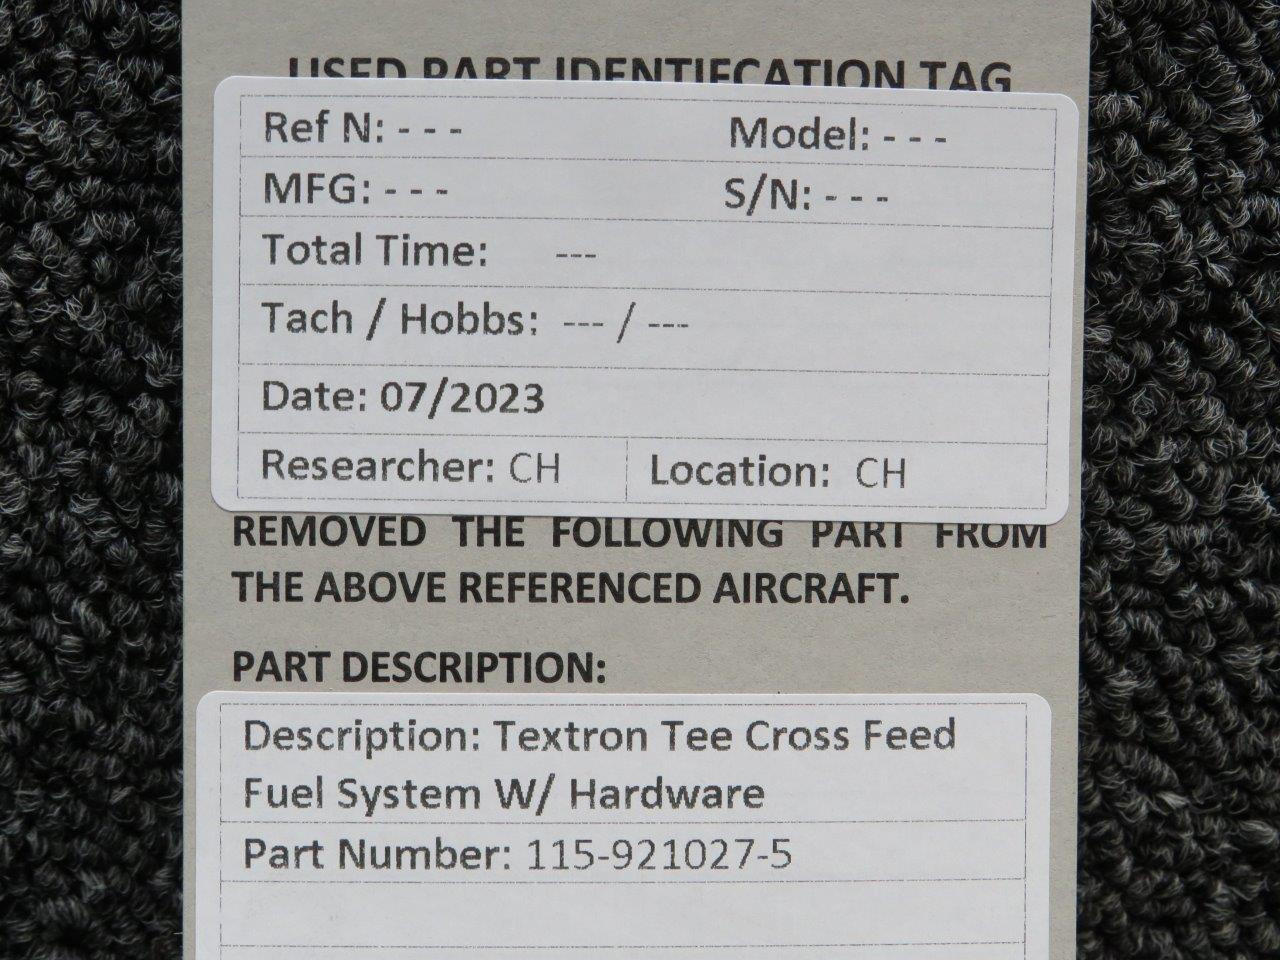 USED PART IDENTIFCATION TAG
Ref N: - - - Model: - - -
MFG: - - - S/N: - - -
Total Time: ---
Tach / Hobbs: --- / ---
Date: 07/2023
Researcher: CH Location: CH
REMOVED THE FOLLOWING PART FROM
THE ABOVE REFERENCED AIRCRAFT.
PART DESCRIPTION:
Description: Textron Tee Cross Feed
Fuel System W/ Hardware
Part Number: 115-921027-5